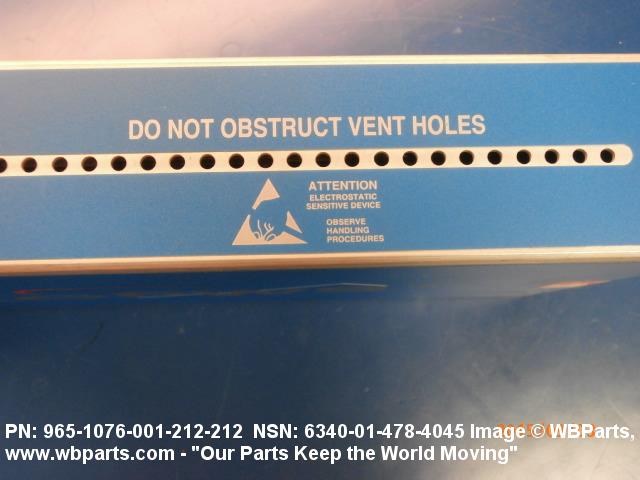 DO NOT OBSTRUCT VENT HOLES
ATTENTION
ELECTROSTATIC
SENSITIVE DEVICE
OBSERVE
HANDLING
PROCEDURES
PN: 965-1076-001-212-212 NSN: 6340-01-478-4045 Image © WBParts,
www.wbparts.com - "Our Parts Keep the World Moving"